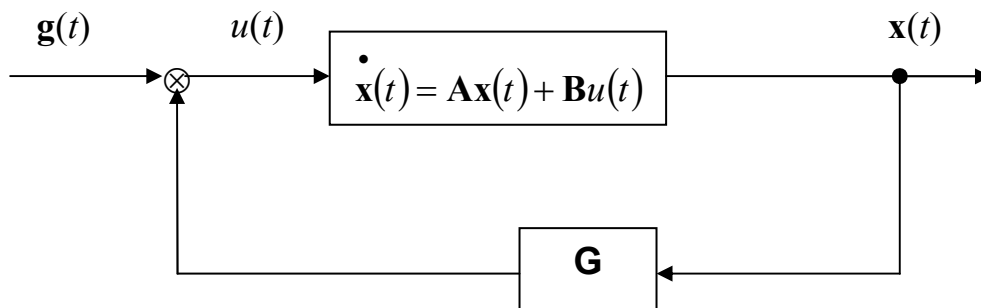 g(t) u(t) x(t)
ẋ(t) = Ax(t) + Bu(t)
G